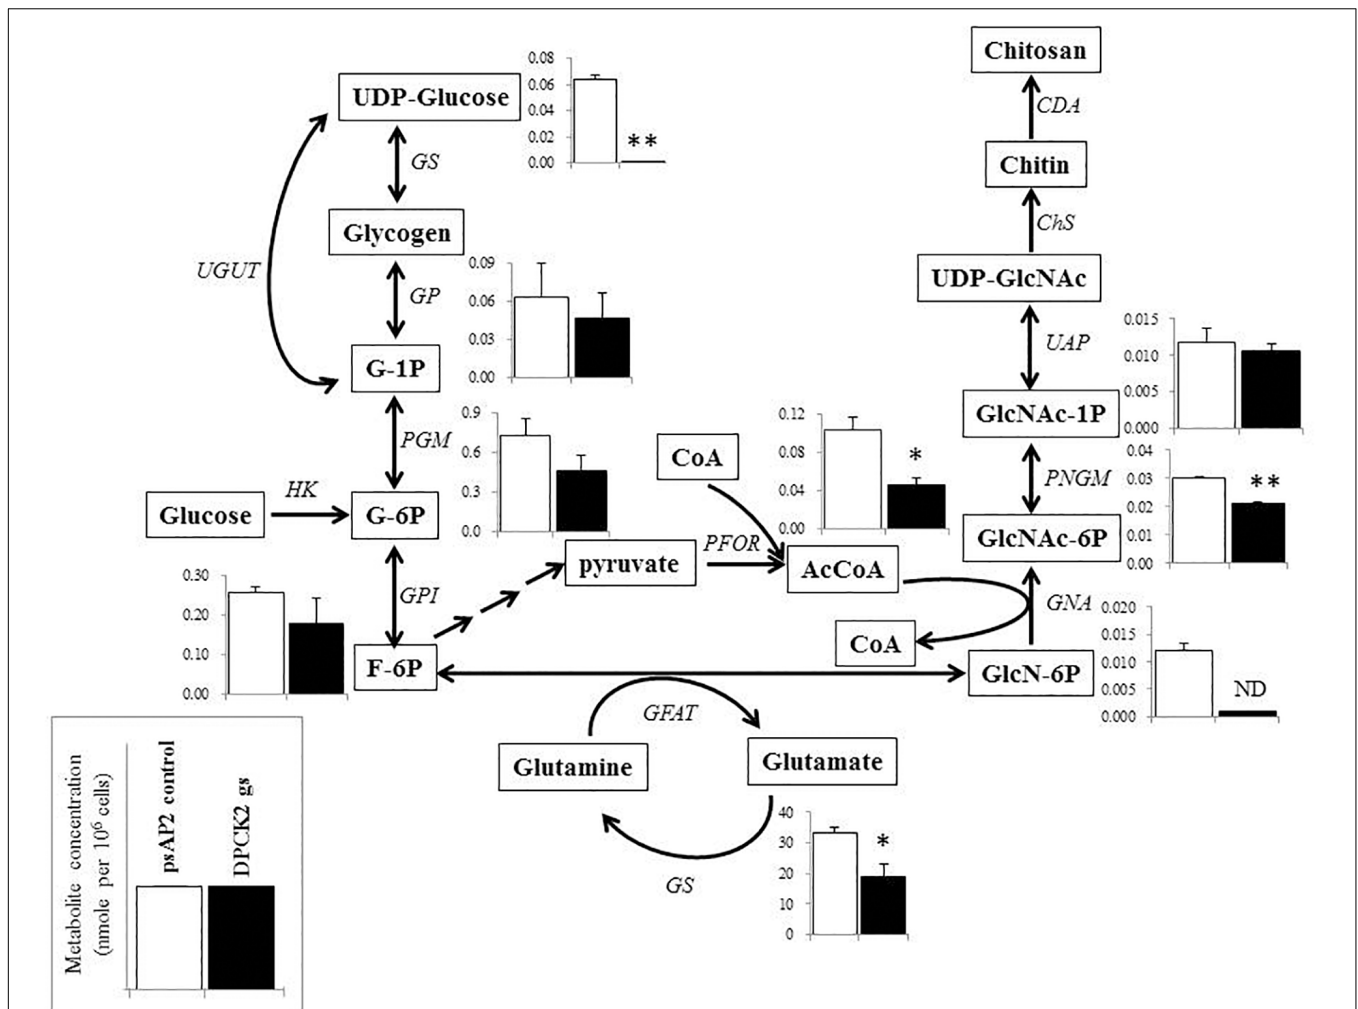 Chitosan
CDA
Chitin
ChS
UDP-GlcNAc
UAP
GlcNAc-1P
PNGM
GlcNAc-6P
GNA
GlcN-6P
UDP-Glucose
GS
Glycogen
UGUT
GP
G-1P
PGM
HK
Glucose
G-6P
GPI
F-6P
CoA
pyruvate
PFOR
AcCoA
CoA
GFAT
Glutamine
Glutamate
GS
0.08
0.06
0.04
0.02
0.00
**
0.09
0.06
0.03
0.00
0.9
0.6
0.3
0.0
0.30
0.20
0.10
0.00
0.12
0.08
0.04
0.00
*
0.015
0.010
0.005
0.000
0.04
0.03
0.02
0.01
0.00
**
0.020
0.015
0.010
0.005
0.000
ND
40
30
20
10
0
*
Metabolite concentration
(nmole per 10⁶ cells)
psAP2 control
DPCK2 gs